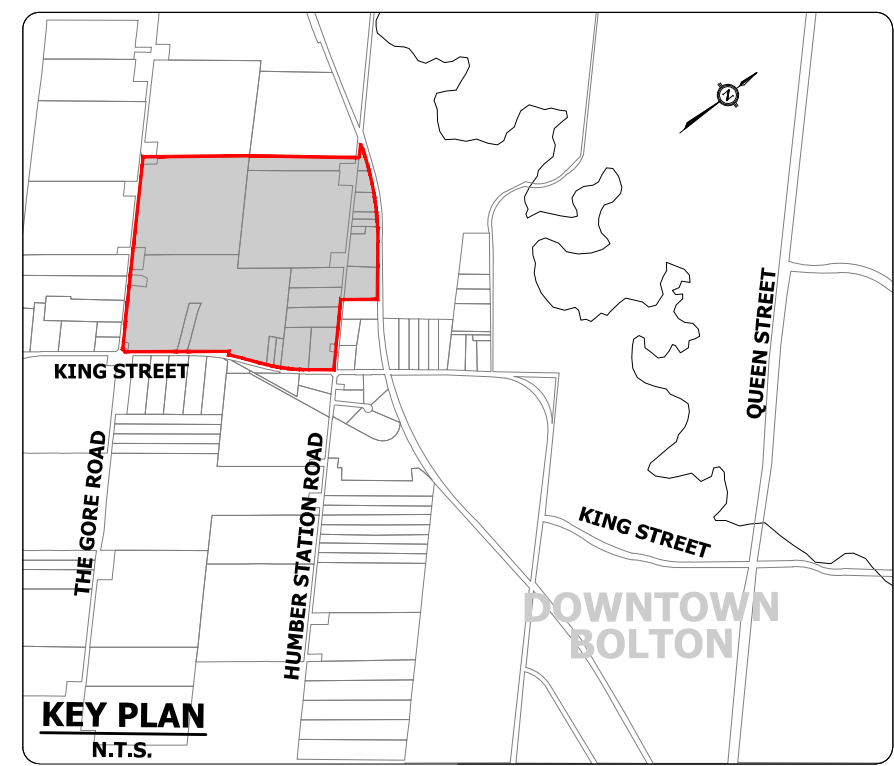 N
QUEEN STREET
KING STREET
THE GORE ROAD
HUMBER STATION ROAD
KING STREET
DOWNTOWN
BOLTON
KEY PLAN
N.T.S.